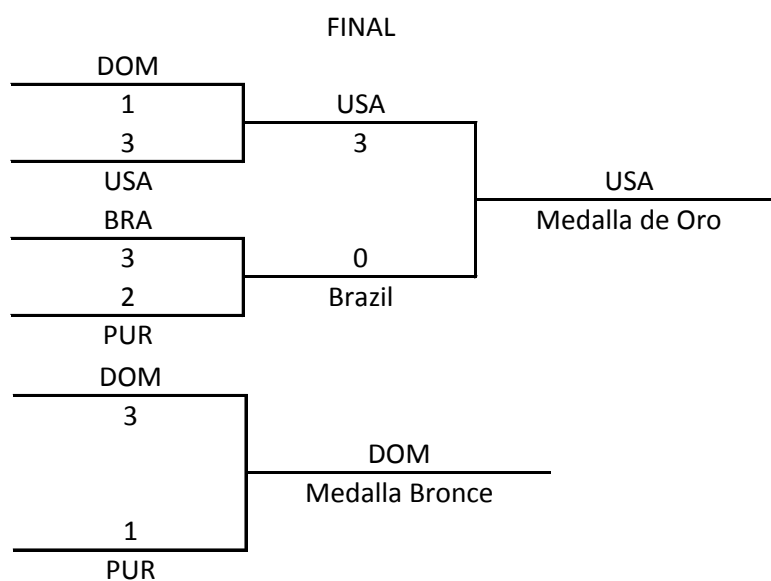 FINAL
DOM
1
USA
3
3
USA
USA
BRA
Medalla de Oro
3
0
2
Brazil
PUR
DOM
3
DOM
Medalla Bronce
1
PUR